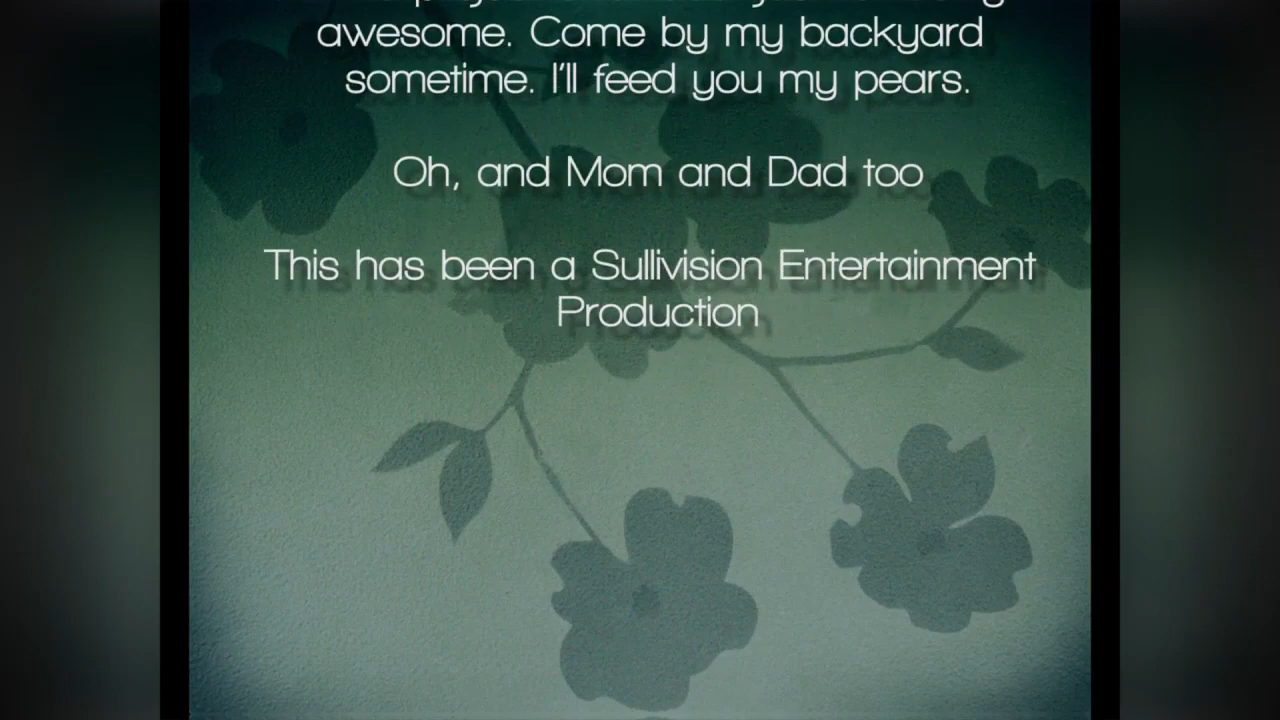 awesome. Come by my backyard
sometime. I'll feed you my pears.
Oh, and Mom and Dad too
This has been a Sullivision Entertainment
Production